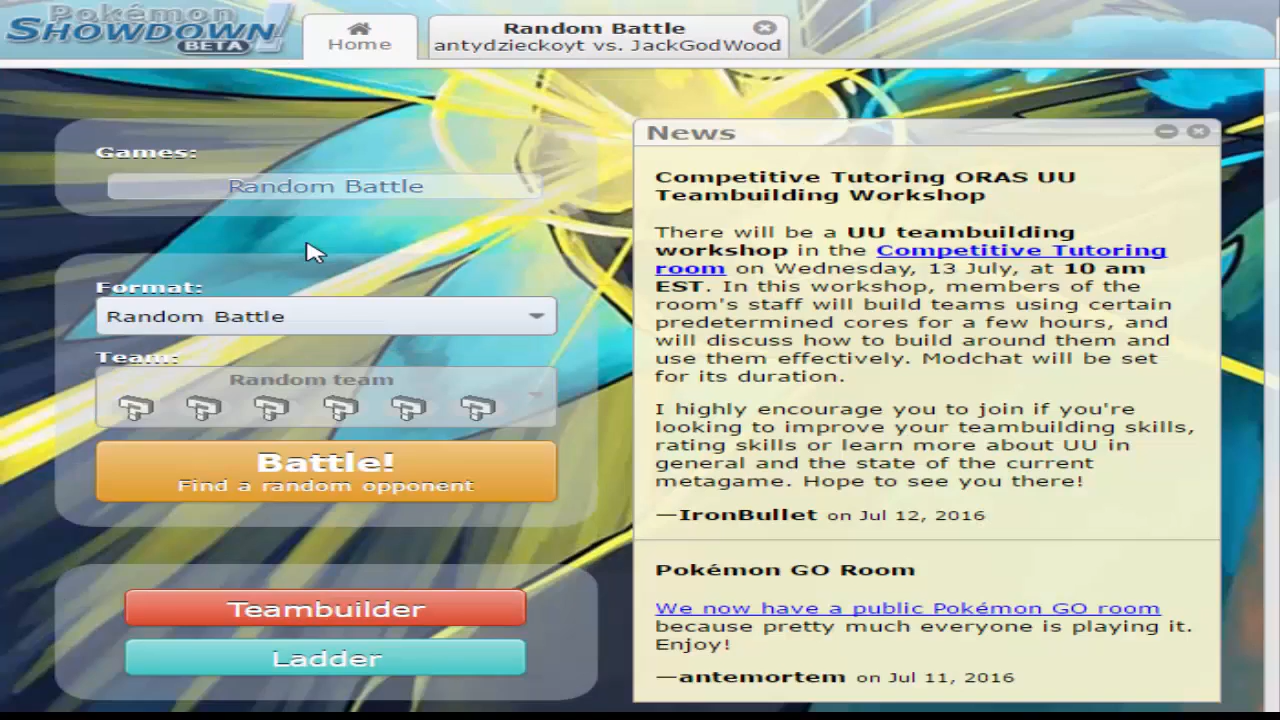 Pokémon
SHOWDOWN!
BETA
Home
Random Battle
antydzieckoyt vs. JackGodWood
Games:
Random Battle
Format:
Random Battle
Team:
Random team
Battle!
Find a random opponent
Teambuilder
Ladder
News
Competitive Tutoring ORAS UU
Teambuilding Workshop
There will be a UU teambuilding
workshop in the Competitive Tutoring
room on Wednesday, 13 July, at 10 am
EST. In this workshop, members of the
room's staff will build teams using certain
predetermined cores for a few hours, and
will discuss how to build around them and
use them effectively. Modchat will be set
for its duration.
I highly encourage you to join if you're
looking to improve your teambuilding skills,
rating skills or learn more about UU in
general and the state of the current
metagame. Hope to see you there!
—IronBullet on Jul 12, 2016
Pokémon GO Room
We now have a public Pokémon GO room
because pretty much everyone is playing it.
Enjoy!
—antemortem on Jul 11, 2016